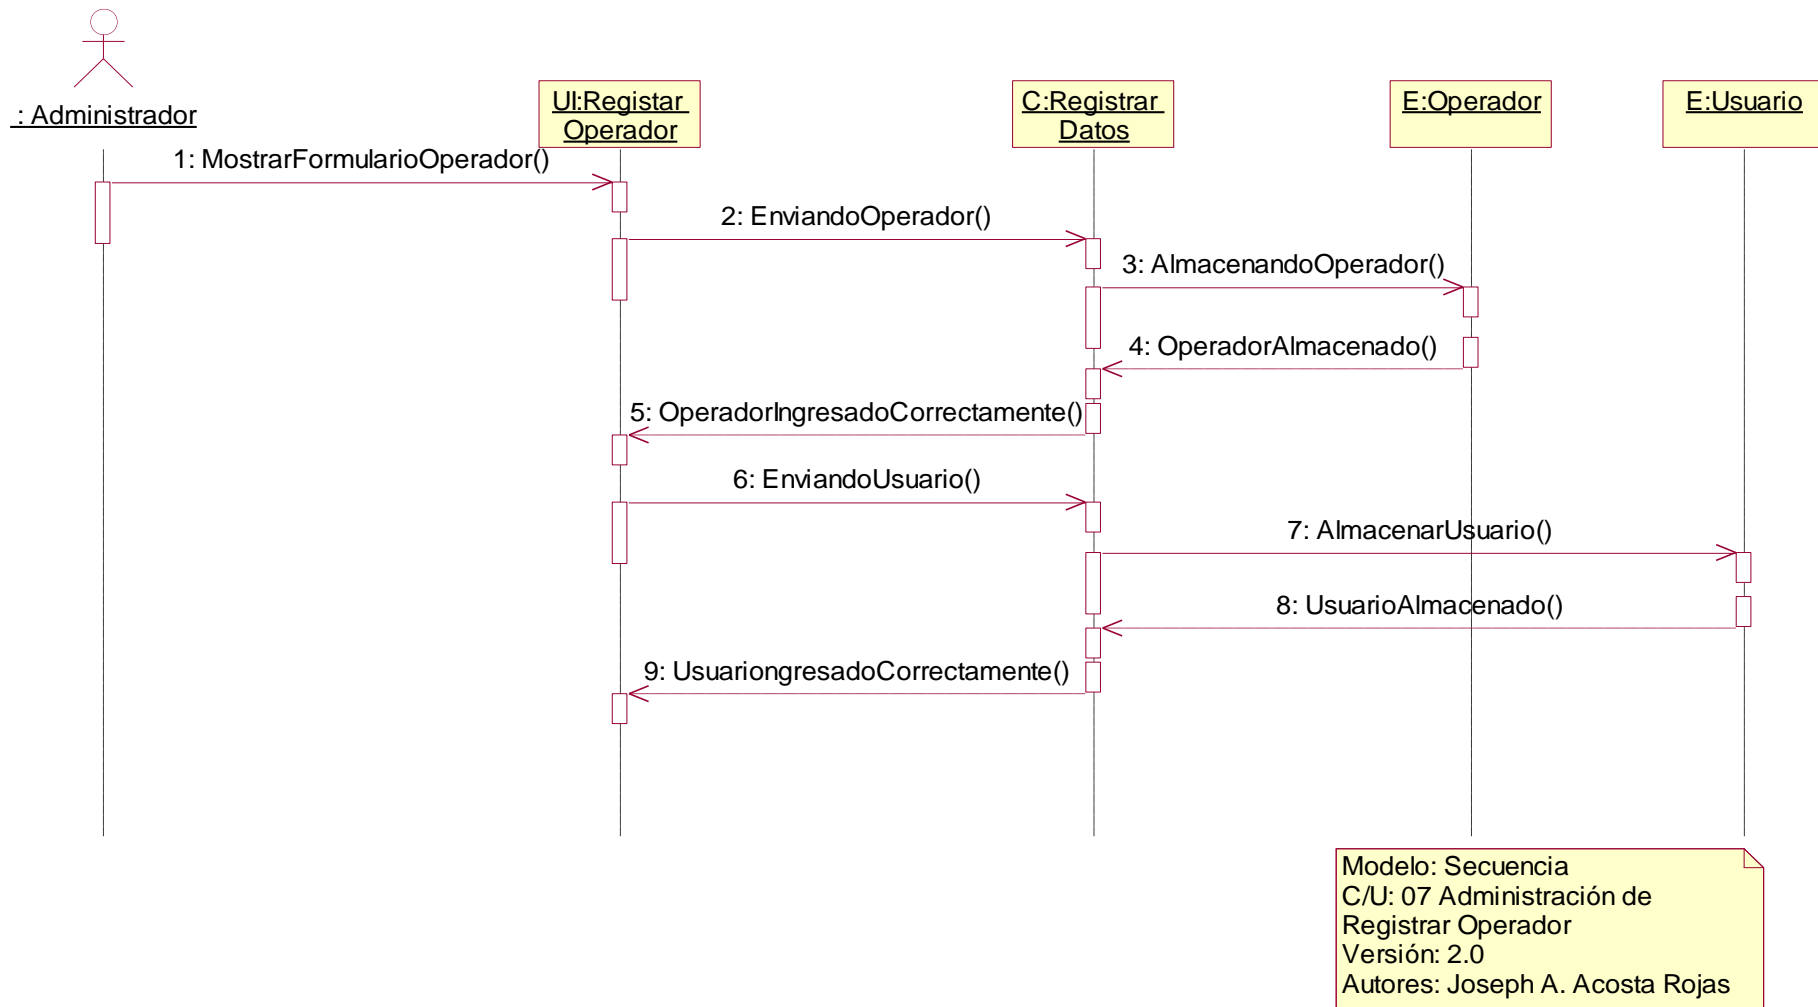 : Administrador
UI:Registar
Operador
C:Registrar
Datos
E:Operador
E:Usuario
1: MostrarFormularioOperador()
2: EnviandoOperador()
3: AlmacenandoOperador()
4: OperadorAlmacenado()
5: OperadorIngresadoCorrectamente()
6: EnviandoUsuario()
7: AlmacenarUsuario()
8: UsuarioAlmacenado()
9: UsuariongresadoCorrectamente()
Modelo: Secuencia
C/U: 07 Administración de
Registrar Operador
Versión: 2.0
Autores: Joseph A. Acosta Rojas